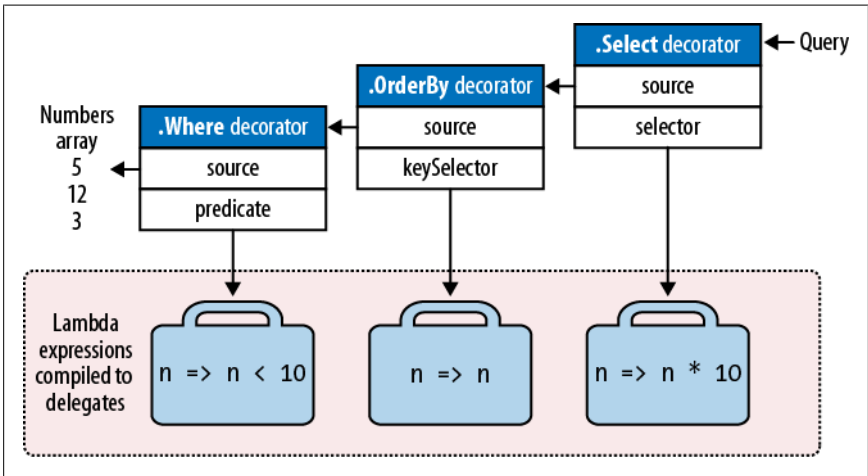 .Select decorator
Query
source
selector
.OrderBy decorator
source
keySelector
.Where decorator
source
predicate
Numbers
array
5
12
3
Lambda
expressions
compiled to
delegates
n => n < 10
n => n
n => n * 10